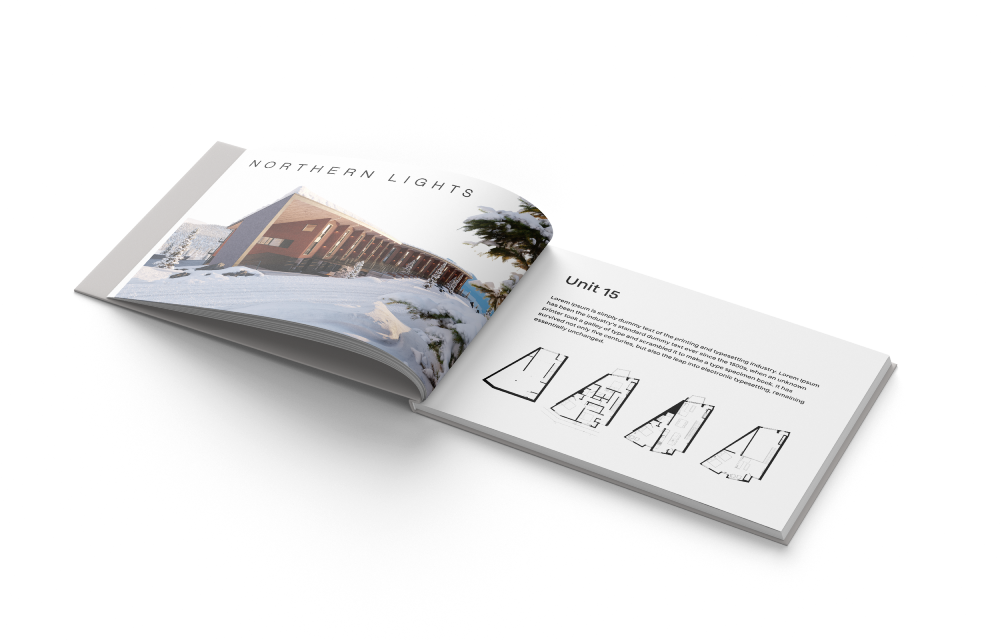 NORTHERN LIGHTS
Unit 15
Lorem Ipsum is simply dummy text of the printing and typesetting industry. Lorem Ipsum
has been the industry's standard dummy text ever since the 1500s, when an unknown
printer took a galley of type and scrambled it to make a type specimen book. It has
survived not only five centuries, but also the leap into electronic typesetting, remaining
essentially unchanged.